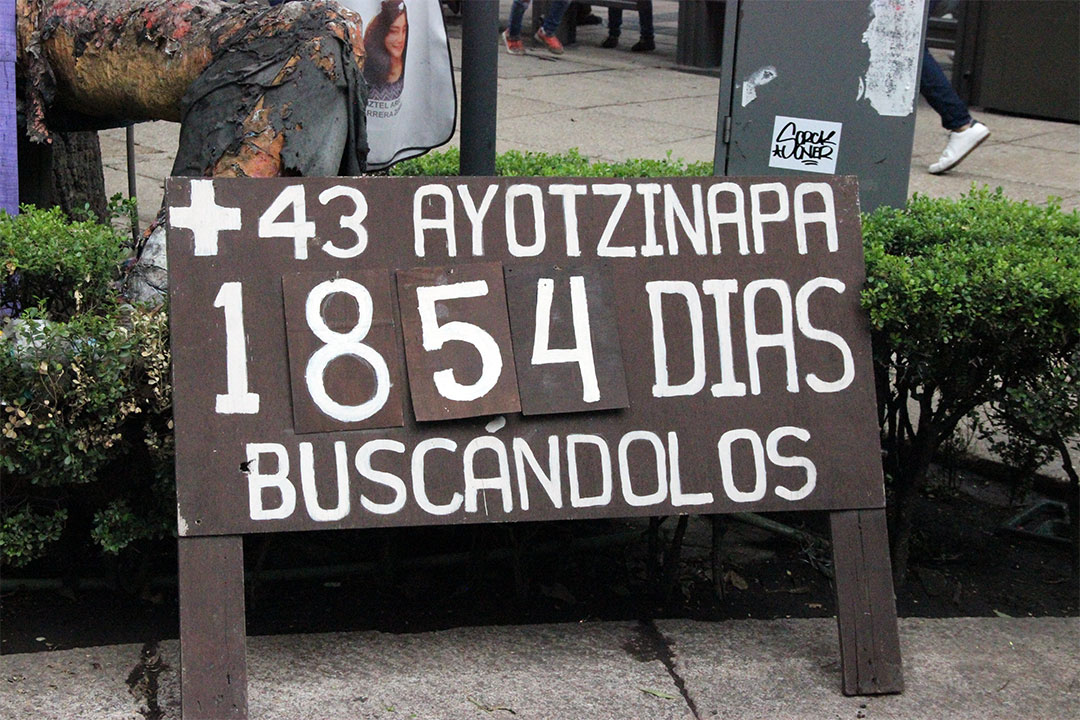 +43 AYOTZINAPA
1854 DIAS
BUSCÁNDOLOS